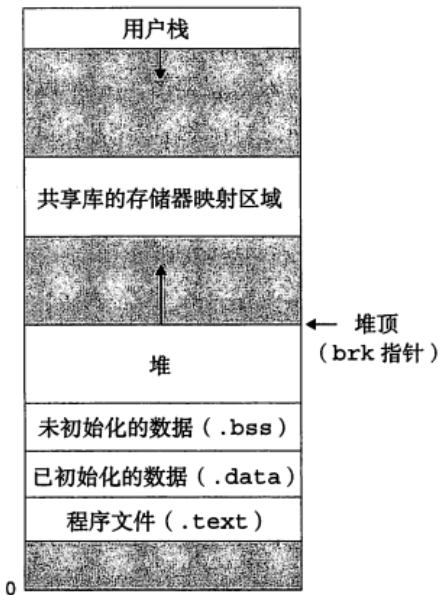 用户栈
共享库的存储器映射区域
堆顶
（brk 指针）
堆
未初始化的数据（.bss）
已初始化的数据（.data）
程序文件（.text）
0